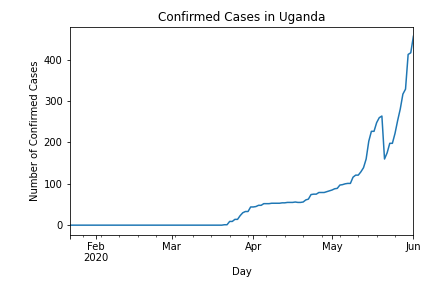 Confirmed Cases in Uganda
Number of Confirmed Cases
400
300
200
100
0
Feb Mar Apr May Jun
2020
Day